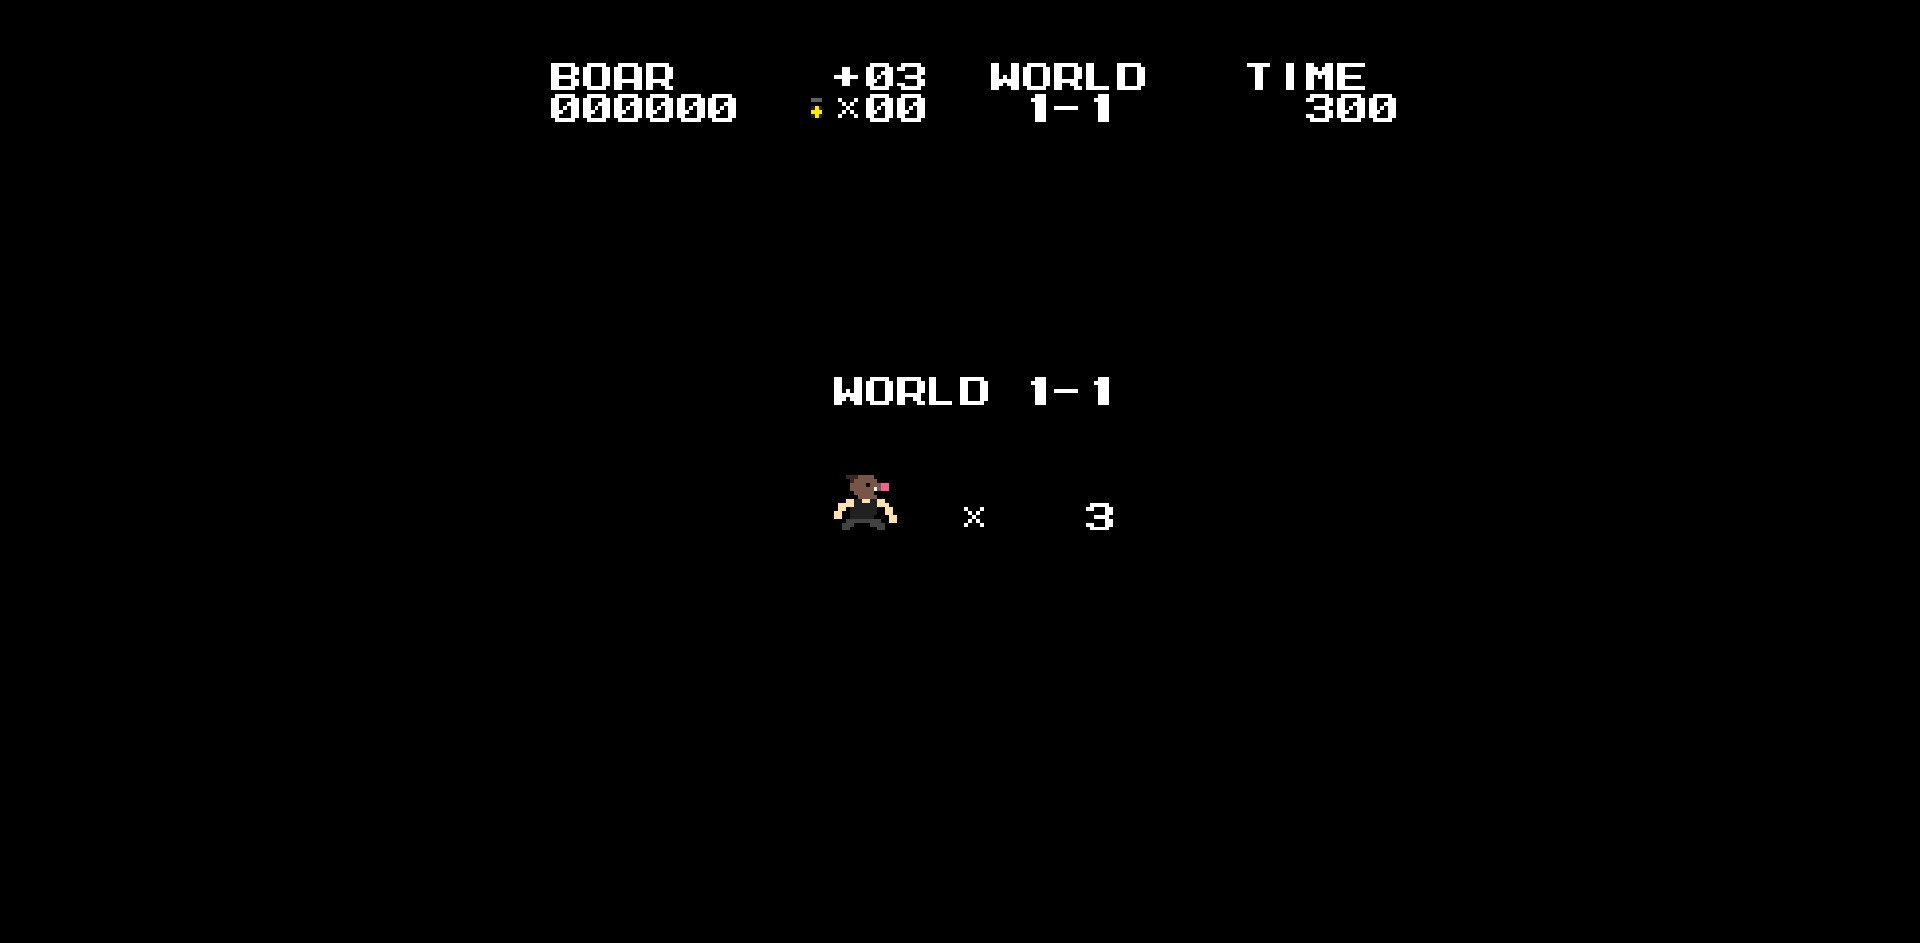 BOAR +03 WORLD TIME
000000 ×00 1-1 300
WORLD 1-1
× 3